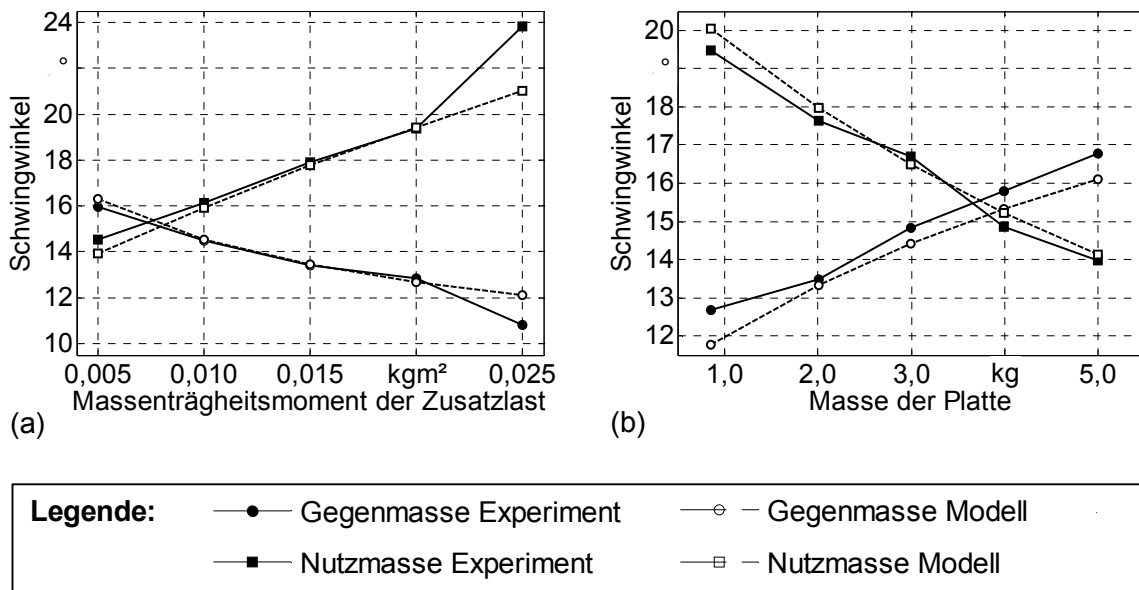 24
°
20
18
16
14
12
10
Schwingwinkel
0,005 0,010 0,015 kgm² 0,025
Massenträgheitsmoment der Zusatzlast
(a)
20
°
18
17
16
15
14
13
12
Schwingwinkel
1,0 2,0 3,0 kg 5,0
Masse der Platte
(b)
Legende:
Gegenmasse Experiment
Gegenmasse Modell
Nutzmasse Experiment
Nutzmasse Modell